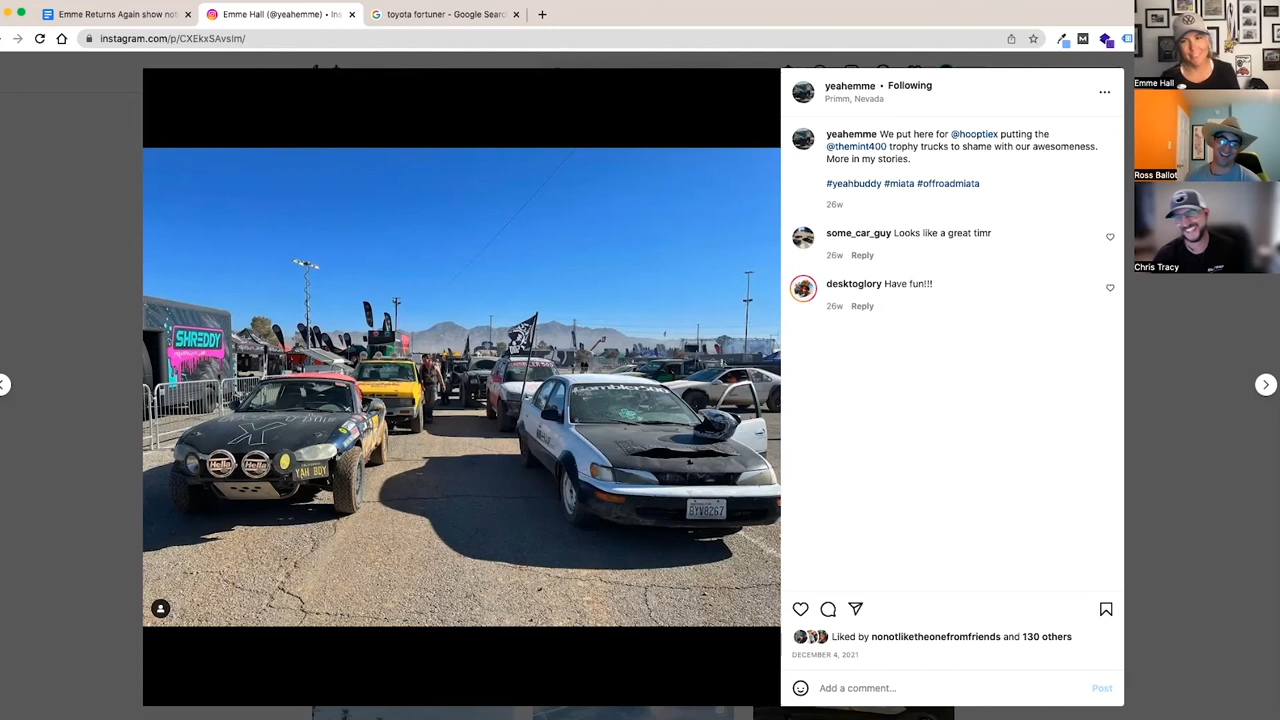 Emme Returns Again show not
Emme Hall (@yeahemme) • Ins
toyota fortuner - Google Searc
instagram.com/p/CXEkxSAvsIm/
yeahemme • Following
Primm, Nevada
yeahemme We put here for @hooptiex putting the
@themint400 trophy trucks to shame with our awesomeness.
More in my stories.
#yeahbuddy #miata #offroadmiata
26w
some_car_guy Looks like a great timr
26w Reply
desktoglory Have fun!!!
26w Reply
Liked by nonotliketheonefromfriends and 130 others
DECEMBER 4, 2021
Add a comment...
Post
SHREDDY
Hella
Hella
YAH BOY
BYV8267
Emme Hall
Ross Ballot
Chris Tracy